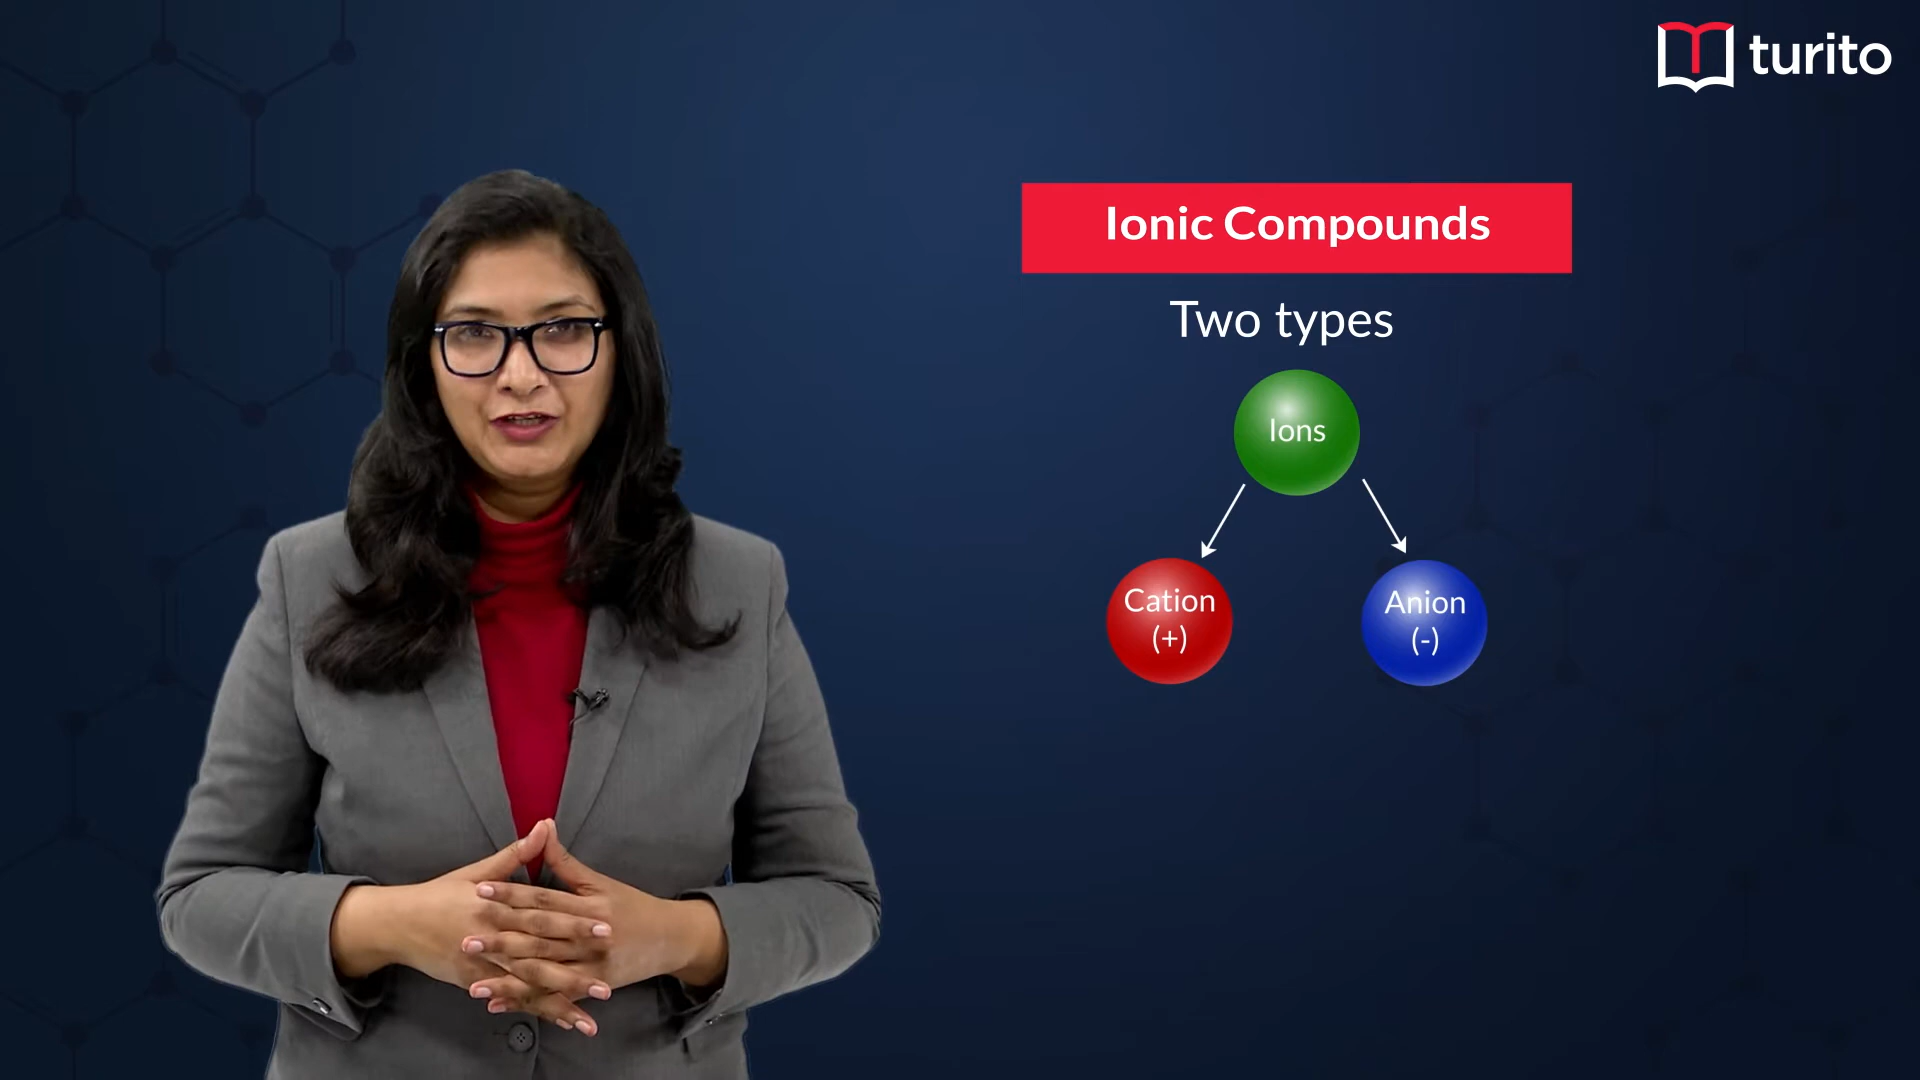 turito
Ionic Compounds
Two types
Ions
Cation
(+)
Anion
(-)